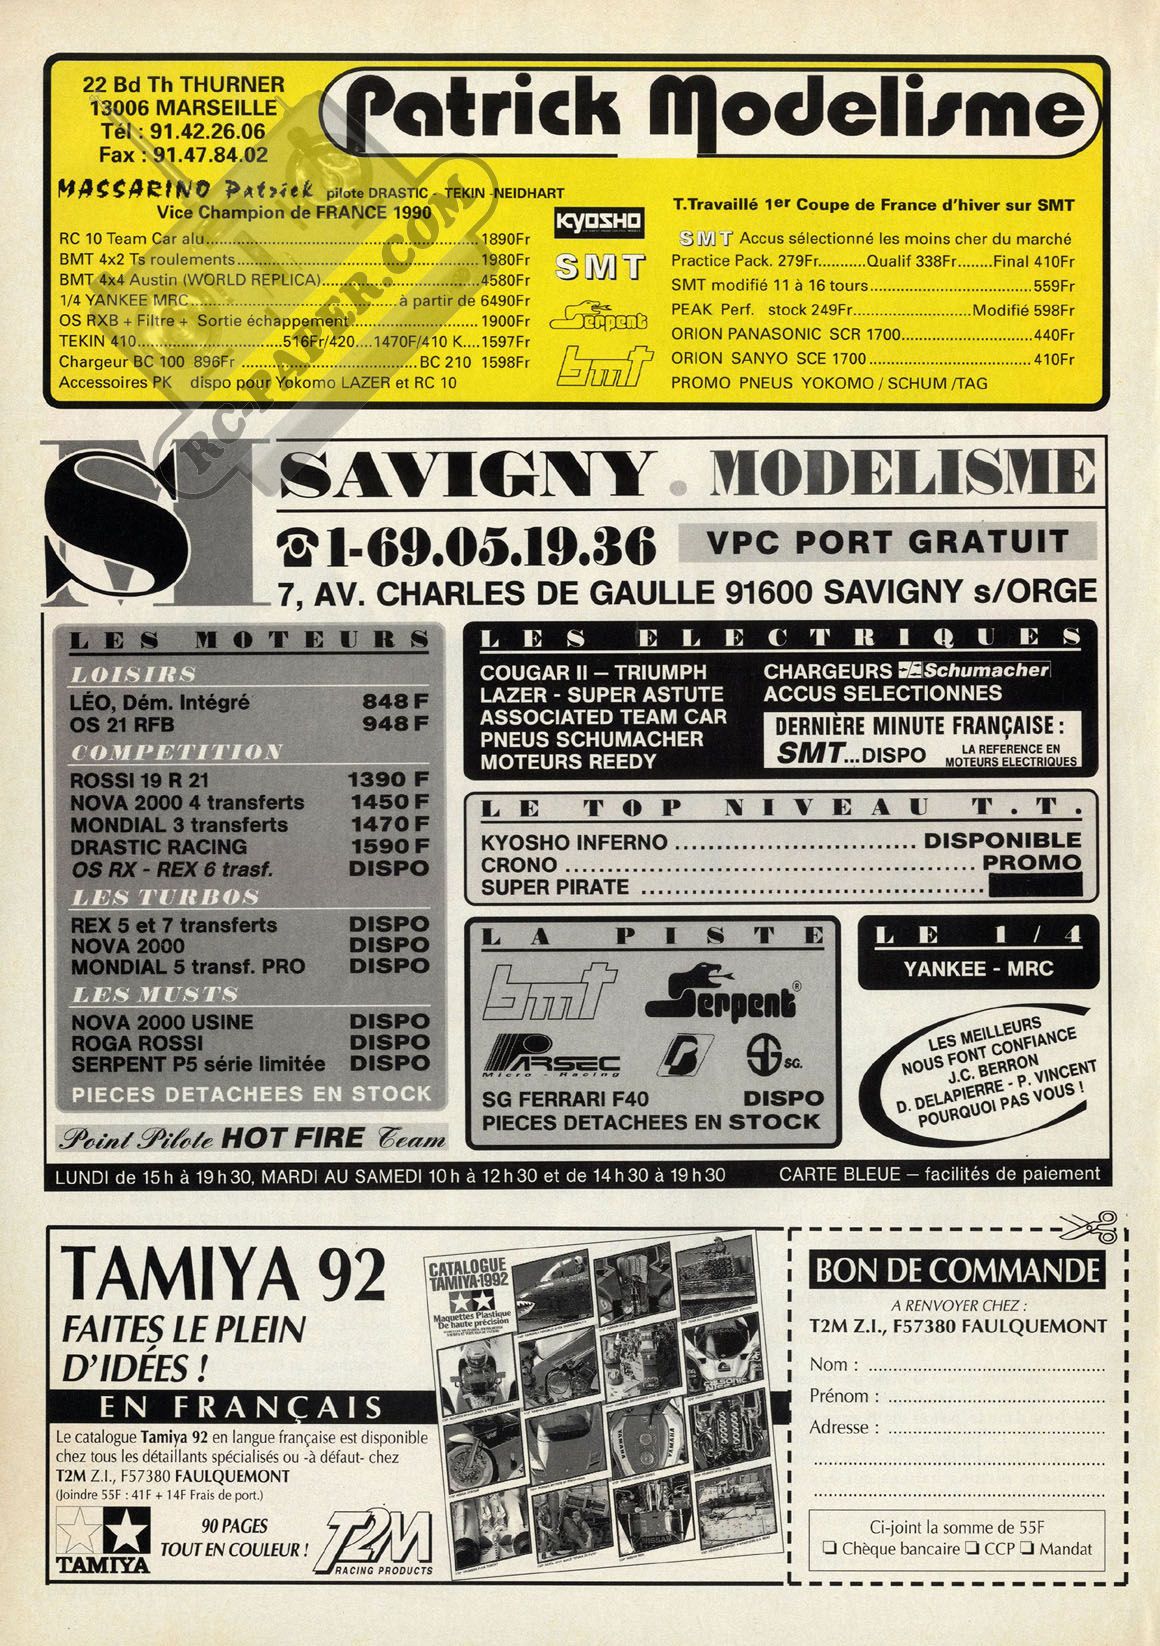 22 Bd Th THURNER
13006 MARSEILLE
Tél : 91.42.26.06
Fax : 91.47.84.02
Patrick Modelisme
MASSARINO Patrick pilote DRASTIC - TEKIN -NEIDHART
Vice Champion de FRANCE 1990
RC 10 Team Car alu...1890Fr
BMT 4x2 Ts roulements...1980Fr
BMT 4x4 Austin (WORLD REPLICA)...4580Fr
1/4 YANKEE MRC...à partir de 6490Fr
OS RXB + Filtre + Sortie échappement...1900Fr
TEKIN 410...516Fr/420...1470F/410 K...1597Fr
Chargeur BC 100 896Fr...BC 210 1598Fr
Accessoires PK dispo pour Yokomo LAZER et RC 10
KYOSHO
SMT
Serpent
bmt
T.Travaillé 1er Coupe de France d'hiver sur SMT
SMT Accus sélectionné les moins cher du marché
Practice Pack. 279Fr...Qualif 338Fr...Final 410Fr
SMT modifié 11 à 16 tours...559Fr
PEAK Perf. stock 249Fr...Modifié 598Fr
ORION PANASONIC SCR 1700...440Fr
ORION SANYO SCE 1700...410Fr
PROMO PNEUS YOKOMO / SCHUM /TAG
RC-PAPER.COM
SM
SAVIGNY . MODELISME
☎1-69.05.19.36 VPC PORT GRATUIT
7, AV. CHARLES DE GAULLE 91600 SAVIGNY s/ORGE
LES MOTEURS
LOISIRS
LÉO, Dém. Intégré 848 F
OS 21 RFB 948 F
COMPETITION
ROSSI 19 R 21 1390 F
NOVA 2000 4 transferts 1450 F
MONDIAL 3 transferts 1470 F
DRASTIC RACING 1590 F
OS RX - REX 6 trasf. DISPO
LES TURBOS
REX 5 et 7 transferts DISPO
NOVA 2000 DISPO
MONDIAL 5 transf. PRO DISPO
LES MUSTS
NOVA 2000 USINE DISPO
ROGA ROSSI DISPO
SERPENT P5 série limitée DISPO
PIECES DETACHEES EN STOCK
Point Pilote HOT FIRE Team
LES ELECTRIQUES
COUGAR II – TRIUMPH
LAZER - SUPER ASTUTE
ASSOCIATED TEAM CAR
PNEUS SCHUMACHER
MOTEURS REEDY
CHARGEURS Schumacher
ACCUS SELECTIONNES
DERNIÈRE MINUTE FRANÇAISE :
SMT...DISPO LA REFERENCE EN
MOTEURS ELECTRIQUES
LE TOP NIVEAU T.T.
KYOSHO INFERNO...DISPONIBLE
CRONO...PROMO
SUPER PIRATE...
LA PISTE
bmt
Serpent®
PARSEC
Micro - Racing
SG SG.
SG FERRARI F40 DISPO
PIECES DETACHEES EN STOCK
LE 1/4
YANKEE - MRC
LES MEILLEURS
NOUS FONT CONFIANCE
J.C. BERRON
D. DELAPIERRE - P. VINCENT
POURQUOI PAS VOUS !
LUNDI de 15h à 19h30, MARDI AU SAMEDI 10h à 12h30 et de 14h30 à 19h30 CARTE BLEUE – facilités de paiement
TAMIYA 92
FAITES LE PLEIN
D'IDÉES !
EN FRANÇAIS
Le catalogue Tamiya 92 en langue française est disponible
chez tous les détaillants spécialisés ou -à défaut- chez
T2M Z.I., F57380 FAULQUEMONT
(Joindre 55F : 41F + 14F Frais de port.)
TAMIYA
90 PAGES
TOUT EN COULEUR !
T2M
RACING PRODUCTS
CATALOGUE
TAMIYA-1992
Maquettes Plastique
De haute précision
YAMAHA
YAMAHA
BON DE COMMANDE
A RENVOYER CHEZ :
T2M Z.I., F57380 FAULQUEMONT
Nom :
Prénom :
Adresse :
Ci-joint la somme de 55F
❏ Chèque bancaire ❏ CCP ❏ Mandat